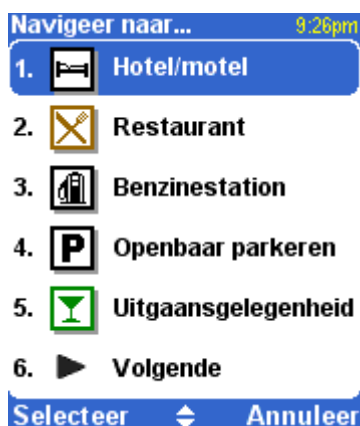 Navigeer naar... 9:26pm
1. Hotel/motel
2. Restaurant
3. Benzinestation
4. P Openbaar parkeren
5. Uitgaansgelegenheid
6. Volgende
Selecteer Annuleer